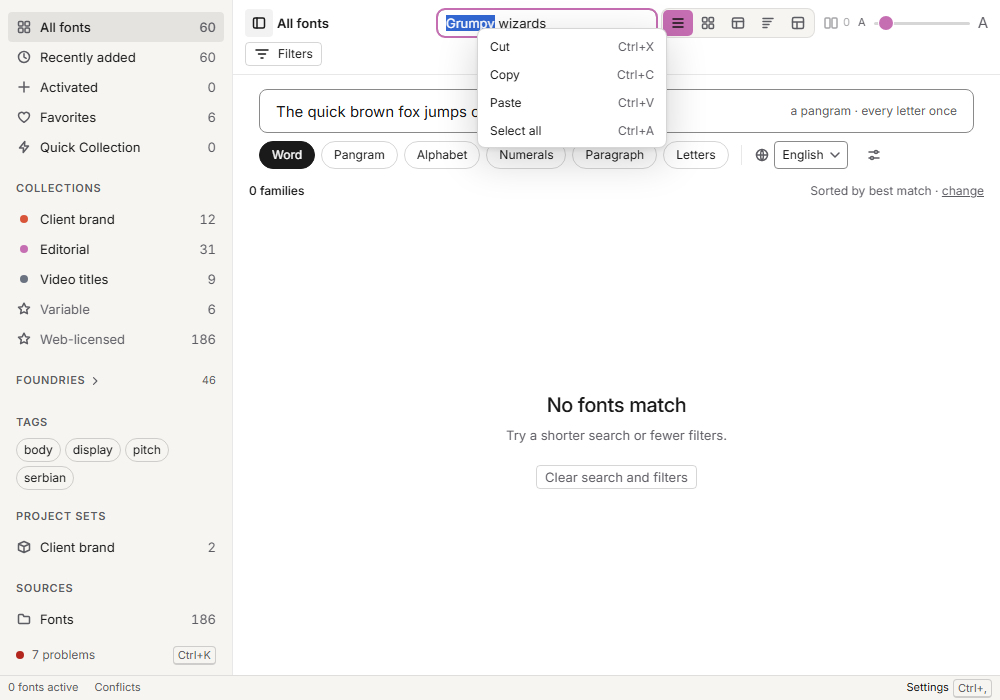 All fonts 60
Recently added 60
Activated 0
Favorites 6
Quick Collection 0
COLLECTIONS
Client brand 12
Editorial 31
Video titles 9
Variable 6
Web-licensed 186
FOUNDRIES 46
TAGS
body display pitch
serbian
PROJECT SETS
Client brand 2
SOURCES
Fonts 186
7 problems Ctrl+K
All fonts Grumpy wizards 0 A A
Filters
Cut Ctrl+X
Copy Ctrl+C
Paste Ctrl+V
Select all Ctrl+A
The quick brown fox jumps a pangram · every letter once
Word Pangram Alphabet Numerals Paragraph Letters English
0 families Sorted by best match · change
No fonts match
Try a shorter search or fewer filters.
Clear search and filters
0 fonts active Conflicts Settings Ctrl+,